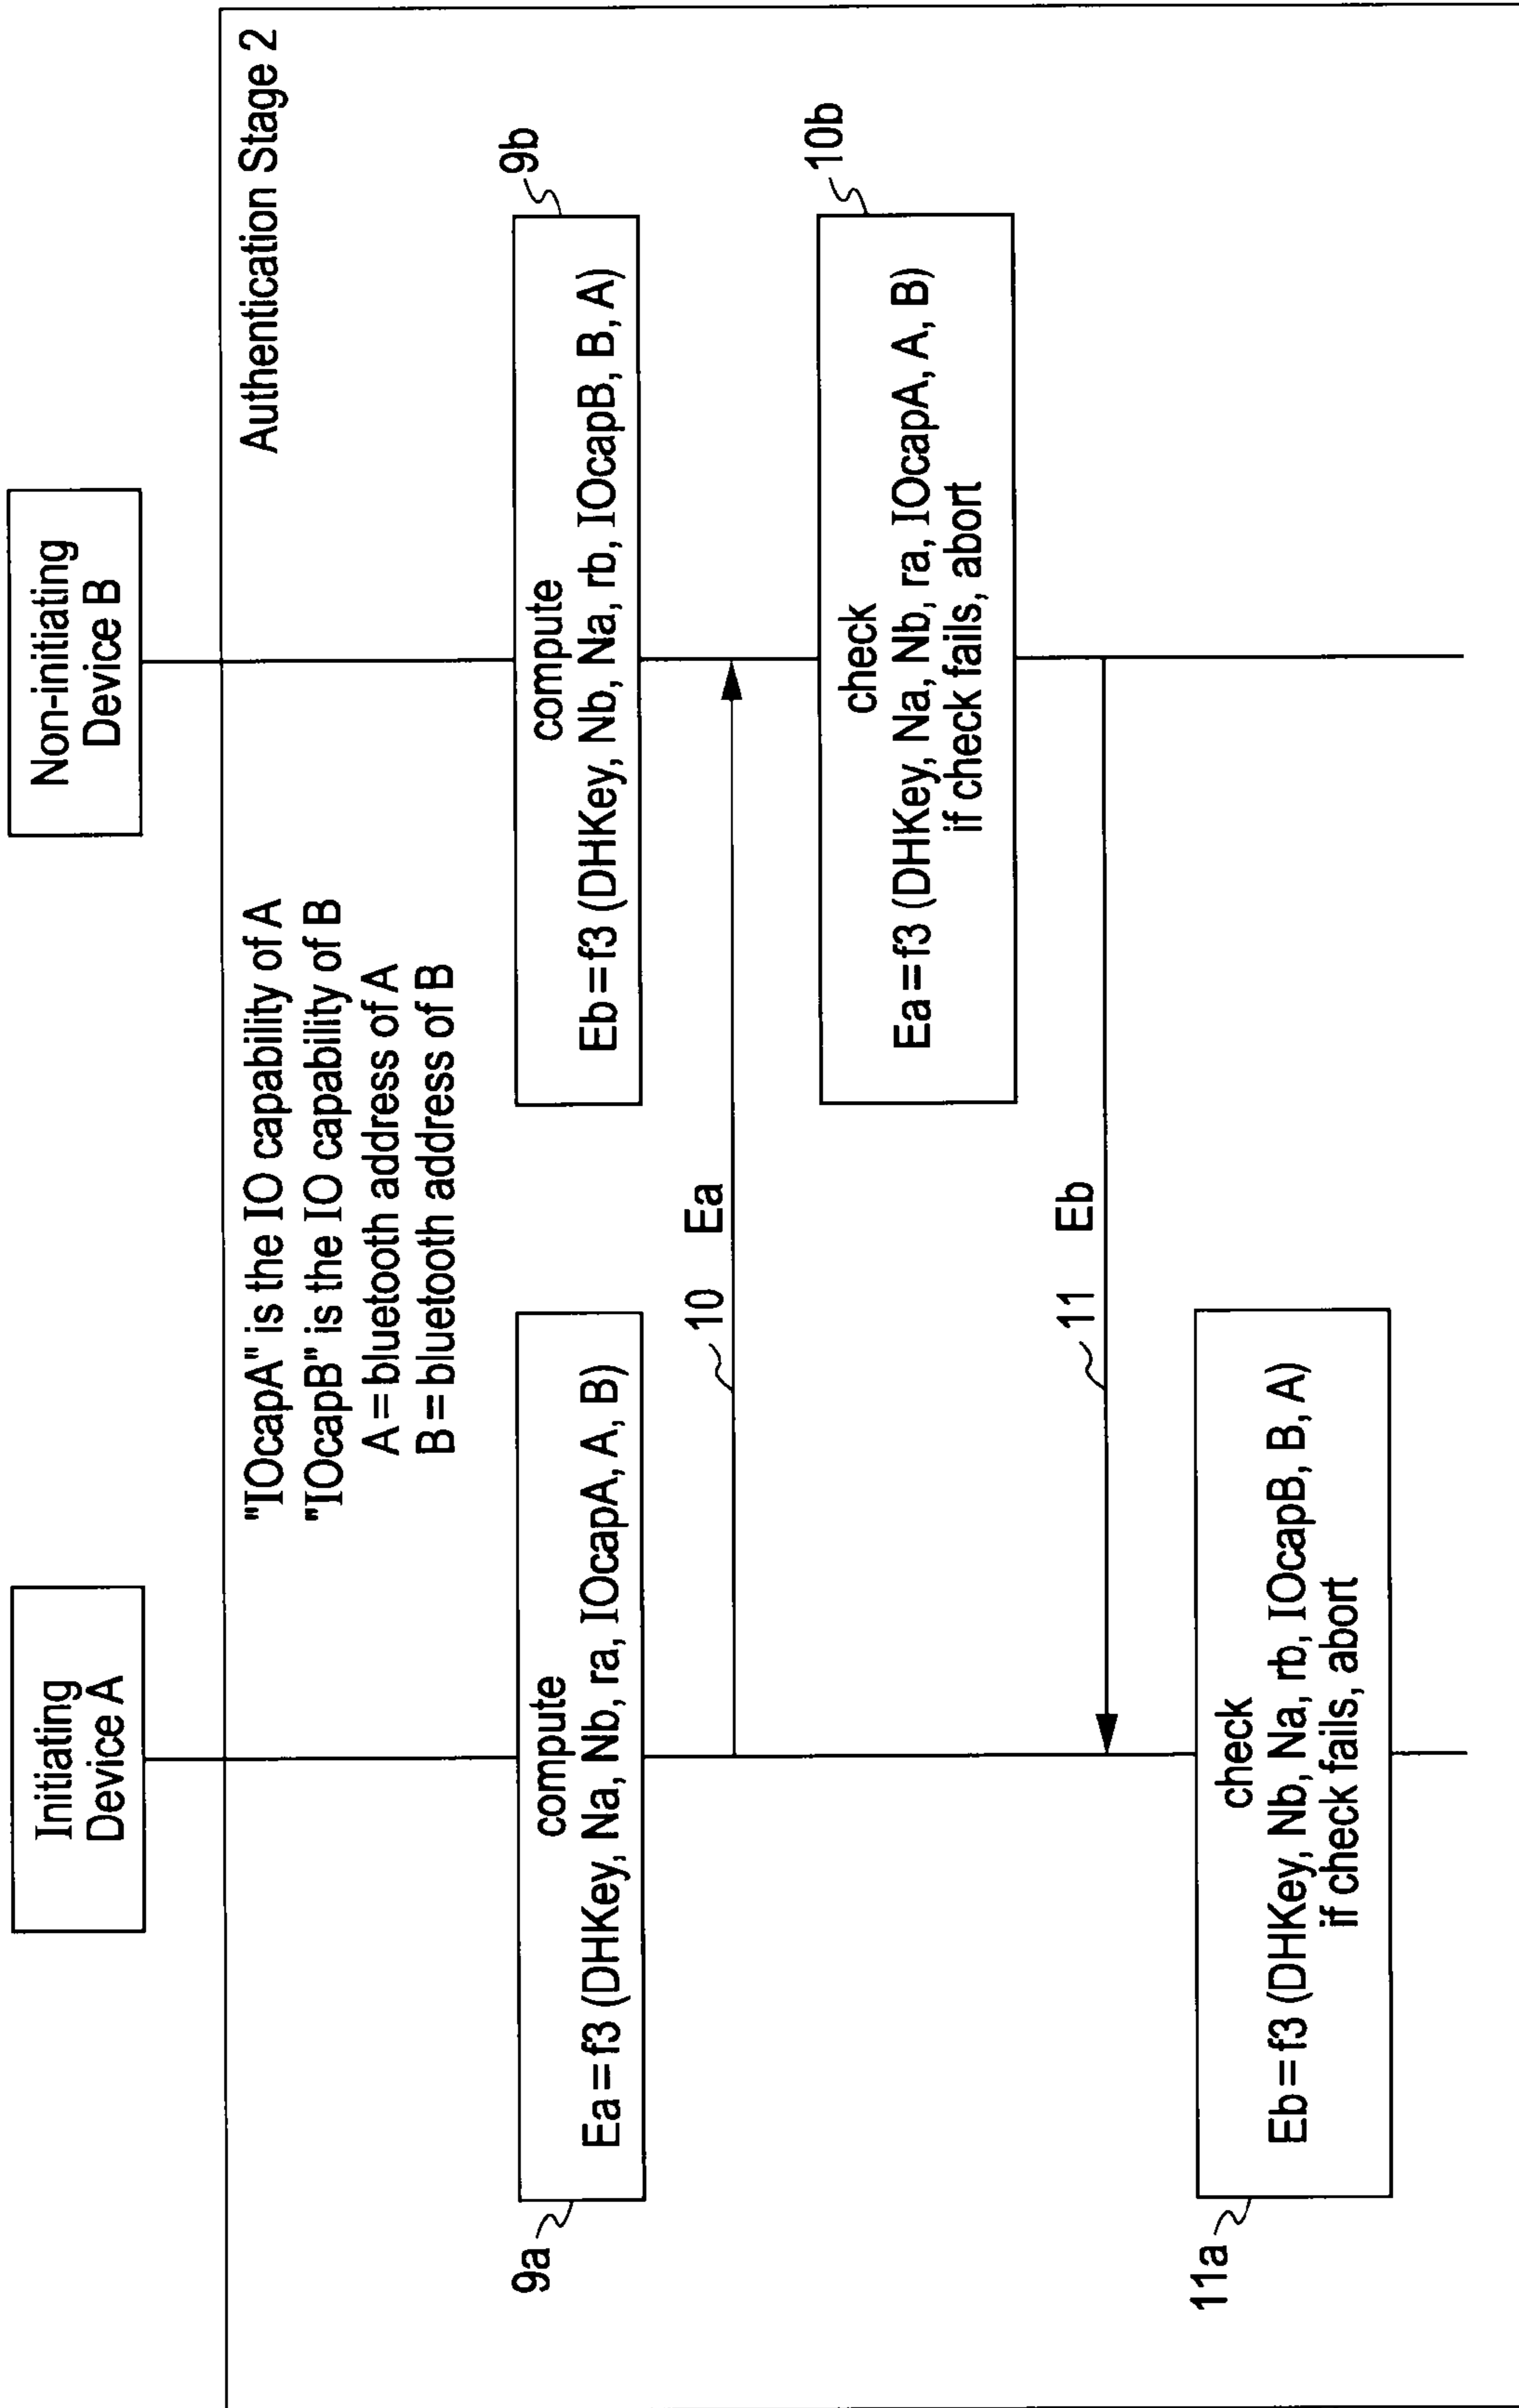 Initiating
Device A
Non-initiating
Device B
Authentication Stage 2
"IOcapA" is the IO capability of A
"IOcapB" is the IO capability of B
A = bluetooth address of A
B = bluetooth address of B
9a
compute
Ea = f3 (DHKey, Na, Nb, ra, IOcapA, A, B)
9b
compute
Eb = f3 (DHKey, Nb, Na, rb, IOcapB, B, A)
10 Ea
10b
check
Ea = f3 (DHKey, Na, Nb, ra, IOcapA, A, B)
if check fails, abort
11 Eb
11a
check
Eb = f3 (DHKey, Nb, Na, rb, IOcapB, B, A)
if check fails, abort